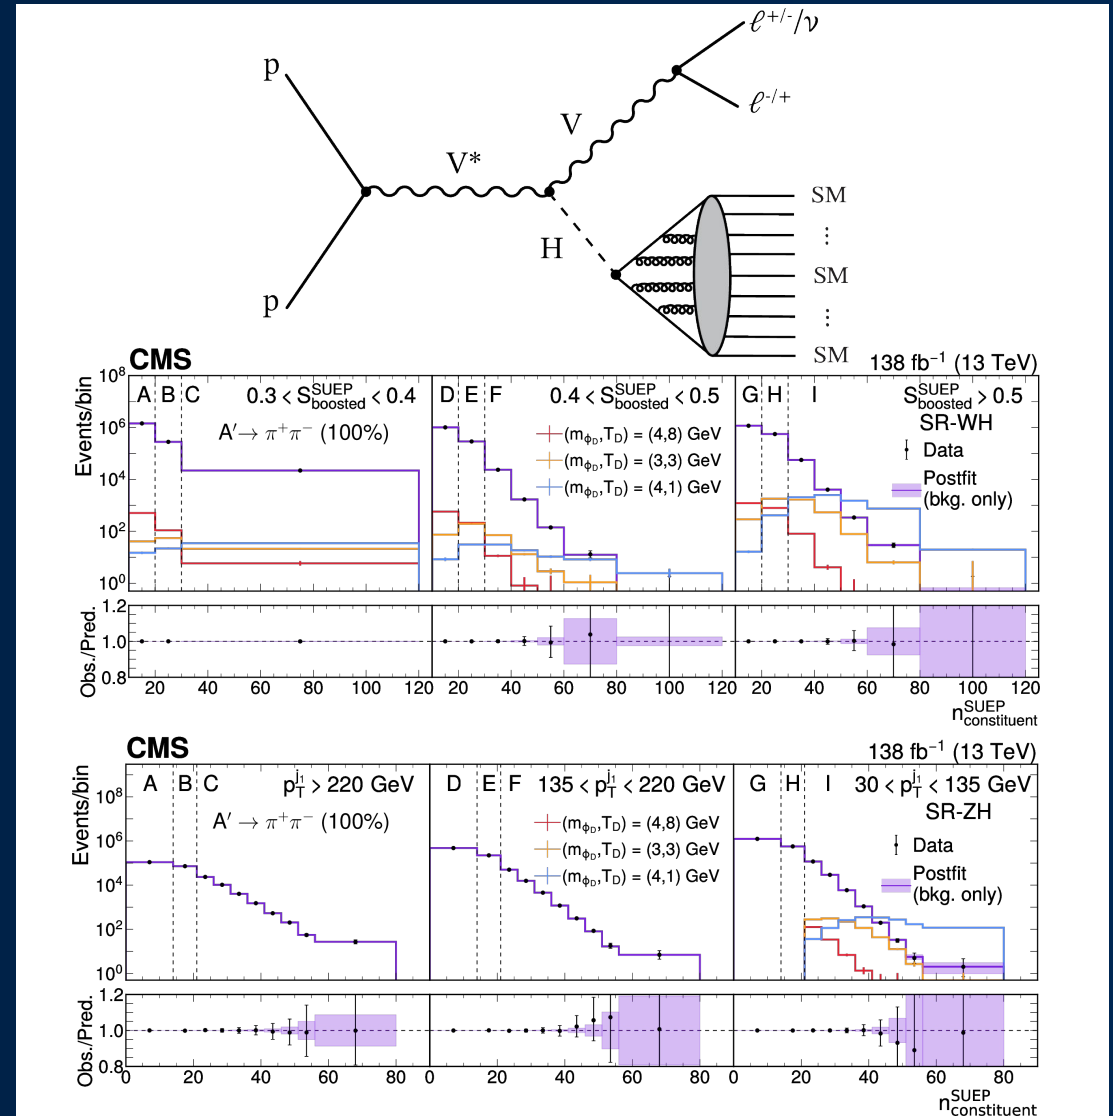 ℓ+/-/ν
p
V
ℓ-/+
V*
SM
H
⋮
SM
⋮
p
SM
CMS
138 fb⁻¹ (13 TeV)
Events/bin
10⁸
10⁶
10⁴
10²
10⁰
A B C 0.3 < S^SUEP_boosted < 0.4
A′→ π⁺π⁻ (100%)
D E F 0.4 < S^SUEP_boosted < 0.5
(m_ϕD,T_D) = (4,8) GeV
(m_ϕD,T_D) = (3,3) GeV
(m_ϕD,T_D) = (4,1) GeV
G H I S^SUEP_boosted > 0.5
SR-WH
Data
Postfit
(bkg. only)
Obs./Pred.
1.2
1.0
0.8
20 40 60 80 100 120 20 40 60 80 100 120 20 40 60 80 100 120
n^SUEP_constituent
CMS
138 fb⁻¹ (13 TeV)
Events/bin
10⁸
10⁶
10⁴
10²
10⁰
A B C p_T^j₁ > 220 GeV
A′ → π⁺π⁻ (100%)
D E F 135 < p_T^j₁ < 220 GeV
(m_ϕD,T_D) = (4,8) GeV
(m_ϕD,T_D) = (3,3) GeV
(m_ϕD,T_D) = (4,1) GeV
G H I 30 < p_T^j₁ < 135 GeV
SR-ZH
Data
Postfit
(bkg. only)
Obs./Pred.
1.2
1.0
0.8
0 20 40 60 80 0 20 40 60 80 0 20 40 60 80
n^SUEP_constituent